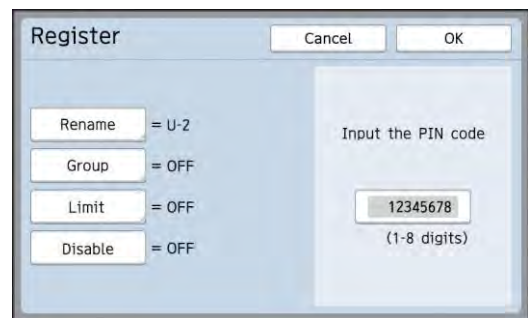 Register
Cancel
OK
Rename = U-2
Group = OFF
Limit = OFF
Disable = OFF
Input the PIN code
12345678
(1-8 digits)